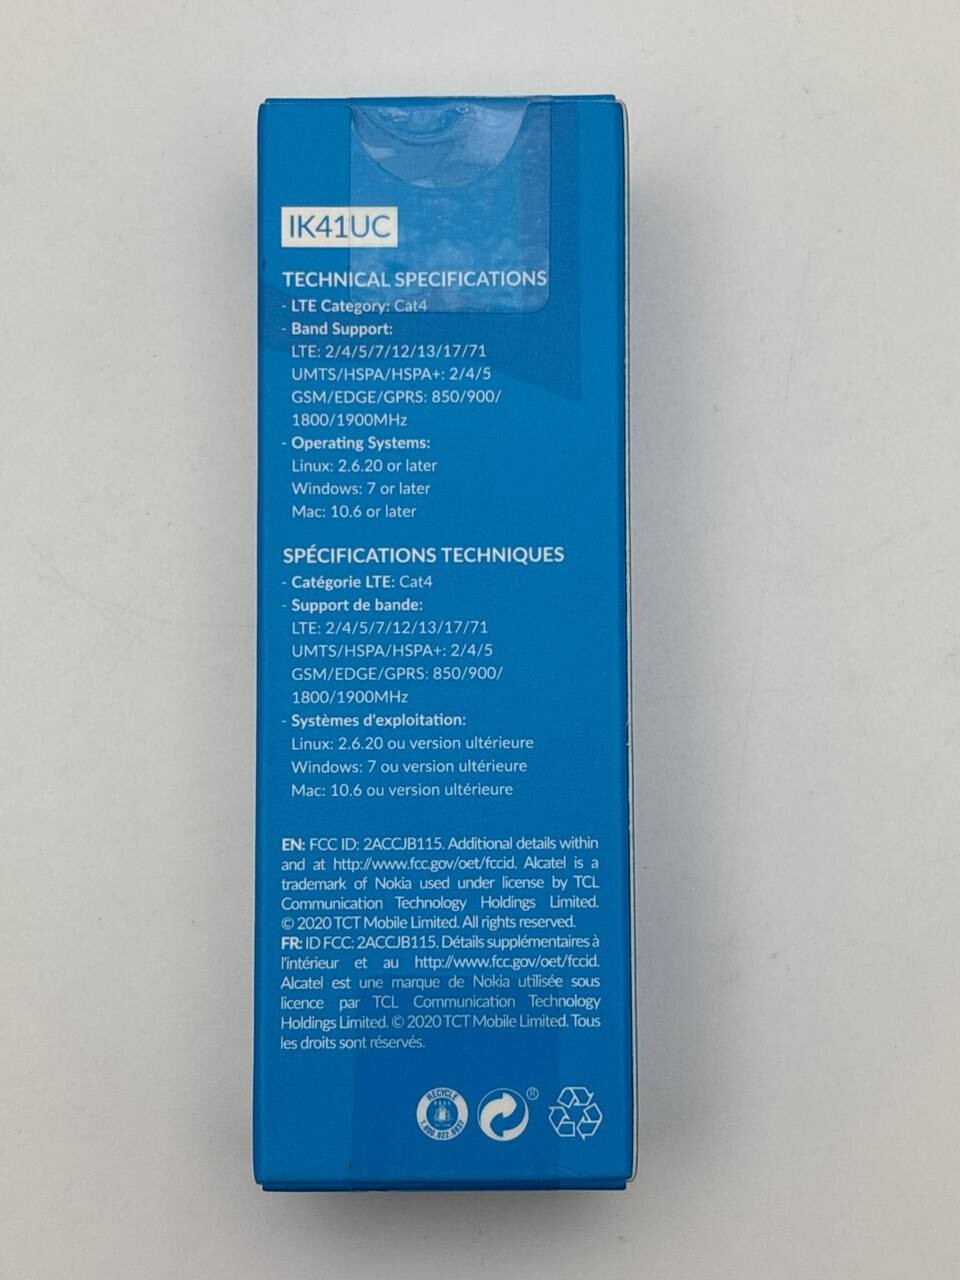 IK41UC
TECHNICAL SPECIFICATIONS
- LTE Category: Cat4
- Band Support:
LTE: 2/4/5/7/12/13/17/71
UMTS/HSPA/HSPA+: 2/4/5
GSM/EDGE/GPRS: 850/900/
1800/1900MHz
- Operating Systems:
Linux: 2.6.20 or later
Windows: 7 or later
Mac: 10.6 or later
SPÉCIFICATIONS TECHNIQUES
- Catégorie LTE: Cat4
- Support de bande:
LTE: 2/4/5/7/12/13/17/71
UMTS/HSPA/HSPA+: 2/4/5
GSM/EDGE/GPRS: 850/900/
1800/1900MHz
- Systèmes d'exploitation:
Linux: 2.6.20 ou version ultérieure
Windows: 7 ou version ultérieure
Mac: 10.6 ou version ultérieure
EN: FCC ID: 2ACCJB115. Additional details within
and at http://www.fcc.gov/oet/fccid. Alcatel is a
trademark of Nokia used under license by TCL
Communication Technology Holdings Limited.
© 2020 TCT Mobile Limited. All rights reserved.
FR: ID FCC: 2ACCJB115. Détails supplémentaires à
l'intérieur et au http://www.fcc.gov/oet/fccid.
Alcatel est une marque de Nokia utilisée sous
licence par TCL Communication Technology
Holdings Limited. © 2020 TCT Mobile Limited. Tous
les droits sont réservés.
RECYCLE
®